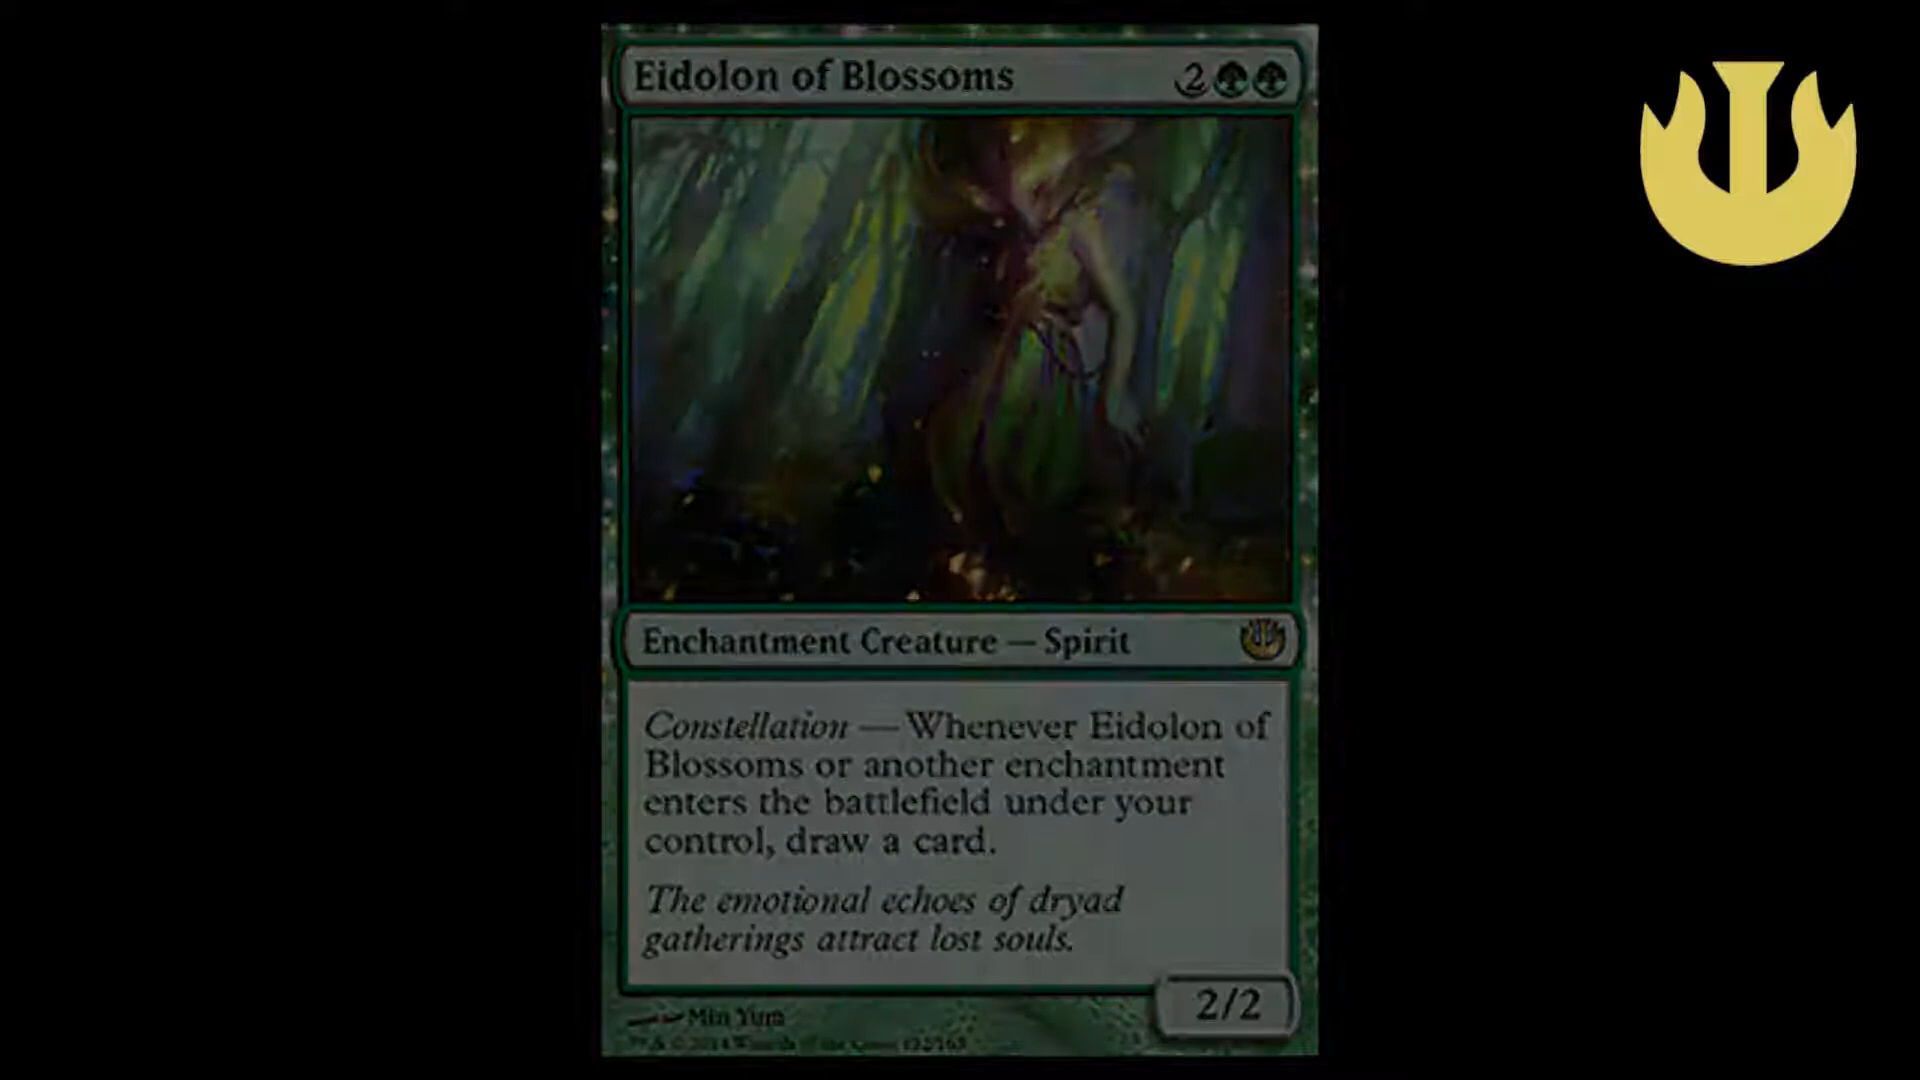 Eidolon of Blossoms 2
Enchantment Creature — Spirit
Constellation — Whenever Eidolon of
Blossoms or another enchantment
enters the battlefield under your
control, draw a card.
The emotional echoes of dryad
gatherings attract lost souls.
2/2
Min Yum